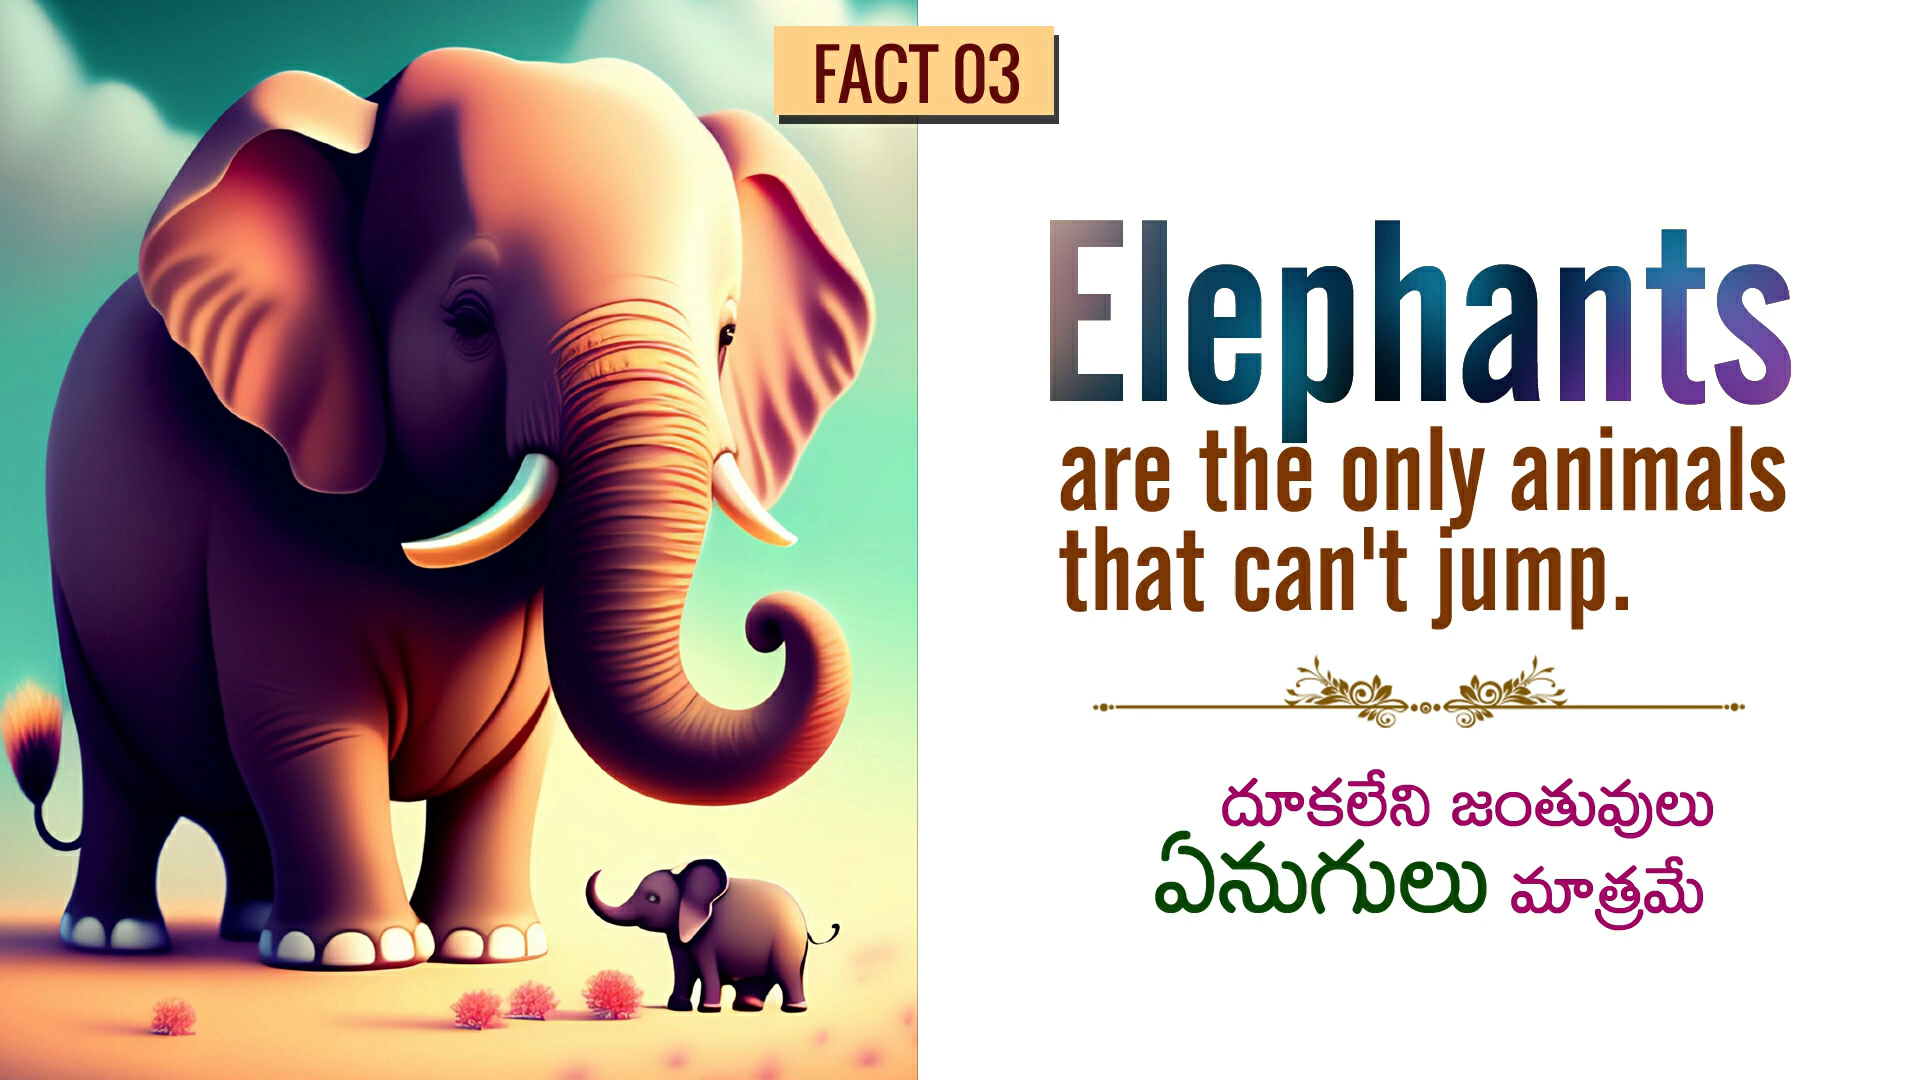 FACT 03
Elephants
are the only animals
that can't jump.
దూకలేని జంతువులు
ఏనుగులు మాత్రమే